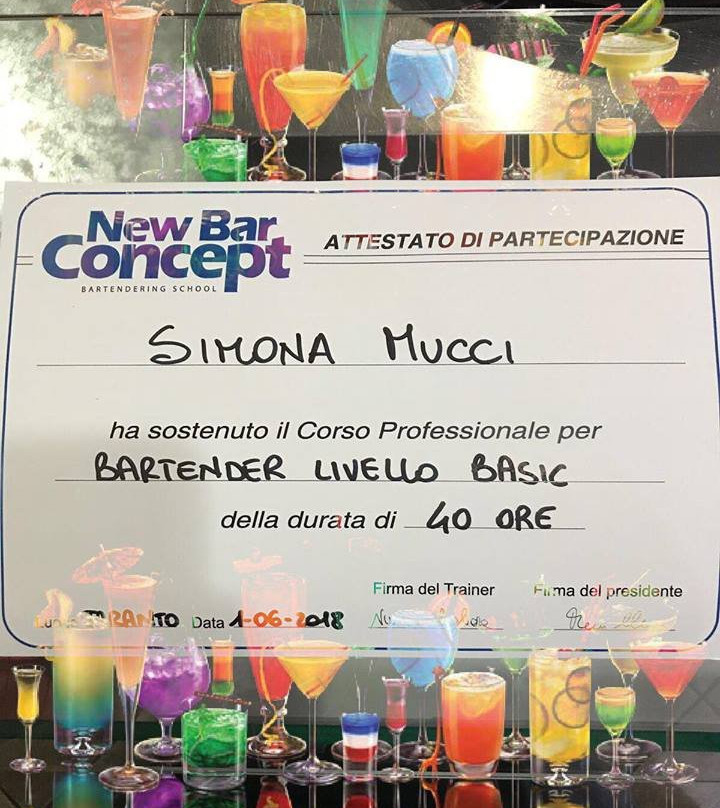 New Bar
Concept
BARTENDERING SCHOOL
ATTESTATO DI PARTECIPAZIONE
SIMONA MUCCI
ha sostenuto il Corso Professionale per
BARTENDER LIVELLO BASIC
della durata di 40 ORE
Firma del Trainer Firma del presidente
TARANTO Data 1-06-2018